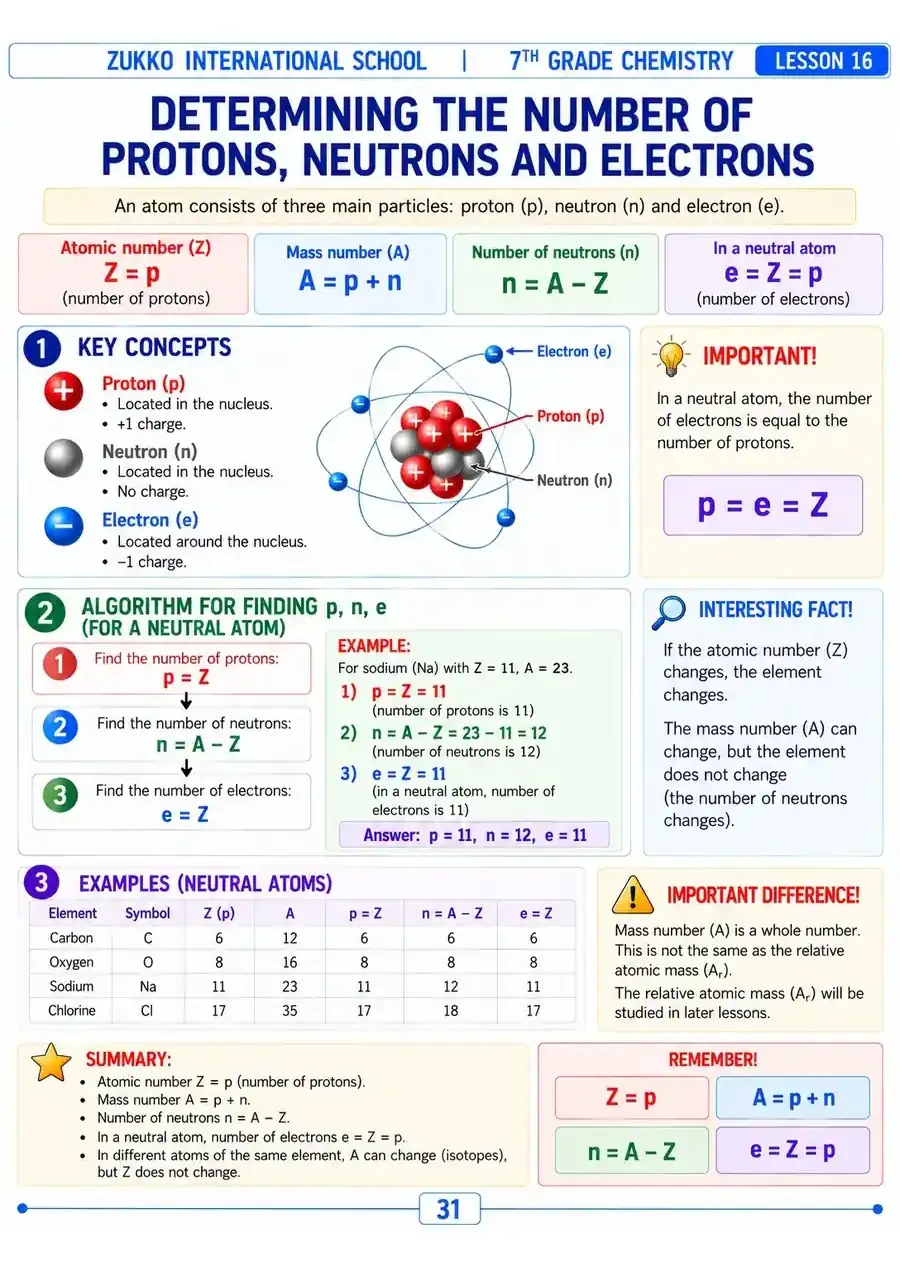 ZUKKO INTERNATIONAL SCHOOL | 7TH GRADE CHEMISTRY LESSON 16
DETERMINING THE NUMBER OF
PROTONS, NEUTRONS AND ELECTRONS
An atom consists of three main particles: proton (p), neutron (n) and electron (e).
Atomic number (Z)
Z = p
(number of protons)
Mass number (A)
A = p + n
Number of neutrons (n)
n = A – Z
In a neutral atom
e = Z = p
(number of electrons)
1 KEY CONCEPTS
+ Proton (p)
• Located in the nucleus.
• +1 charge.
Neutron (n)
• Located in the nucleus.
• No charge.
– Electron (e)
• Located around the nucleus.
• –1 charge.
Electron (e)
Proton (p)
Neutron (n)
IMPORTANT!
In a neutral atom, the number
of electrons is equal to the
number of protons.
p = e = Z
2 ALGORITHM FOR FINDING p, n, e
(FOR A NEUTRAL ATOM)
1 Find the number of protons:
p = Z
2 Find the number of neutrons:
n = A – Z
3 Find the number of electrons:
e = Z
EXAMPLE:
For sodium (Na) with Z = 11, A = 23.
1) p = Z = 11
(number of protons is 11)
2) n = A – Z = 23 – 11 = 12
(number of neutrons is 12)
3) e = Z = 11
(in a neutral atom, number of
electrons is 11)
Answer: p = 11, n = 12, e = 11
INTERESTING FACT!
If the atomic number (Z)
changes, the element
changes.
The mass number (A) can
change, but the element
does not change
(the number of neutrons
changes).
3 EXAMPLES (NEUTRAL ATOMS)
Element Symbol Z (p) A p = Z n = A – Z e = Z
Carbon C 6 12 6 6 6
Oxygen O 8 16 8 8 8
Sodium Na 11 23 11 12 11
Chlorine Cl 17 35 17 18 17
IMPORTANT DIFFERENCE!
Mass number (A) is a whole number.
This is not the same as the relative
atomic mass (Aᵣ).
The relative atomic mass (Aᵣ) will be
studied in later lessons.
SUMMARY:
• Atomic number Z = p (number of protons).
• Mass number A = p + n.
• Number of neutrons n = A – Z.
• In a neutral atom, number of electrons e = Z = p.
• In different atoms of the same element, A can change (isotopes),
but Z does not change.
REMEMBER!
Z = p
A = p + n
n = A – Z
e = Z = p
31